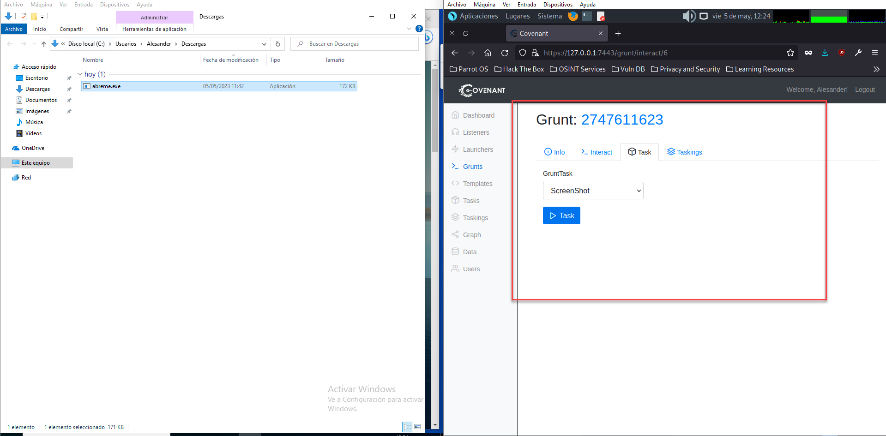 Archivo Máquina Ver Entrada Dispositivos Ayuda
Administrar
Descargas
Archivo Inicio Compartir Vista Herramientas de aplicación
Disco local (C:) > Usuarios > Alesander > Descargas
Buscar en Descargas
Nombre Fecha de modificación Tipo Tamaño
Acceso rápido
Escritorio
Descargas
Documentos
Imágenes
Música
Vídeos
OneDrive
Este equipo
Red
hoy (1)
abreme.exe 05/05/2023 11:42 Aplicación 172 KB
Activar Windows
Ve a Configuración para activar
Windows.
1 elemento 1 elemento seleccionado 171 KB
Archivo Máquina Ver Entrada Dispositivos Ayuda
Aplicaciones Lugares Sistema vie 5 de may, 12:24
Covenant
https://127.0.0.1:7443/grunt/interact/6
Parrot OS Hack The Box OSINT Services Vuln DB Privacy and Security Learning Resources
COVENANT
Welcome, Alesander! Logout
Dashboard
Listeners
Launchers
Grunts
Templates
Tasks
Taskings
Graph
Data
Users
Grunt: 2747611623
Info Interact Task Taskings
GruntTask
ScreenShot
Task